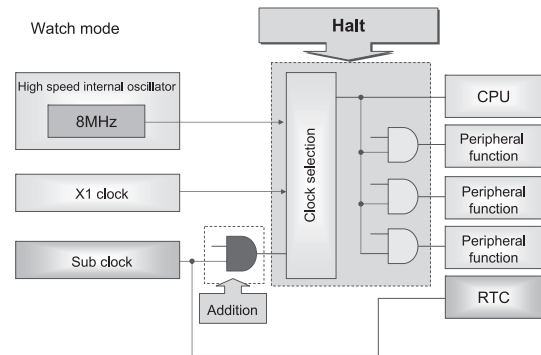 Watch mode
Halt
High speed internal oscillator
8MHz
X1 clock
Sub clock
Addition
Clock selection
CPU
Peripheral
function
Peripheral
function
Peripheral
function
RTC